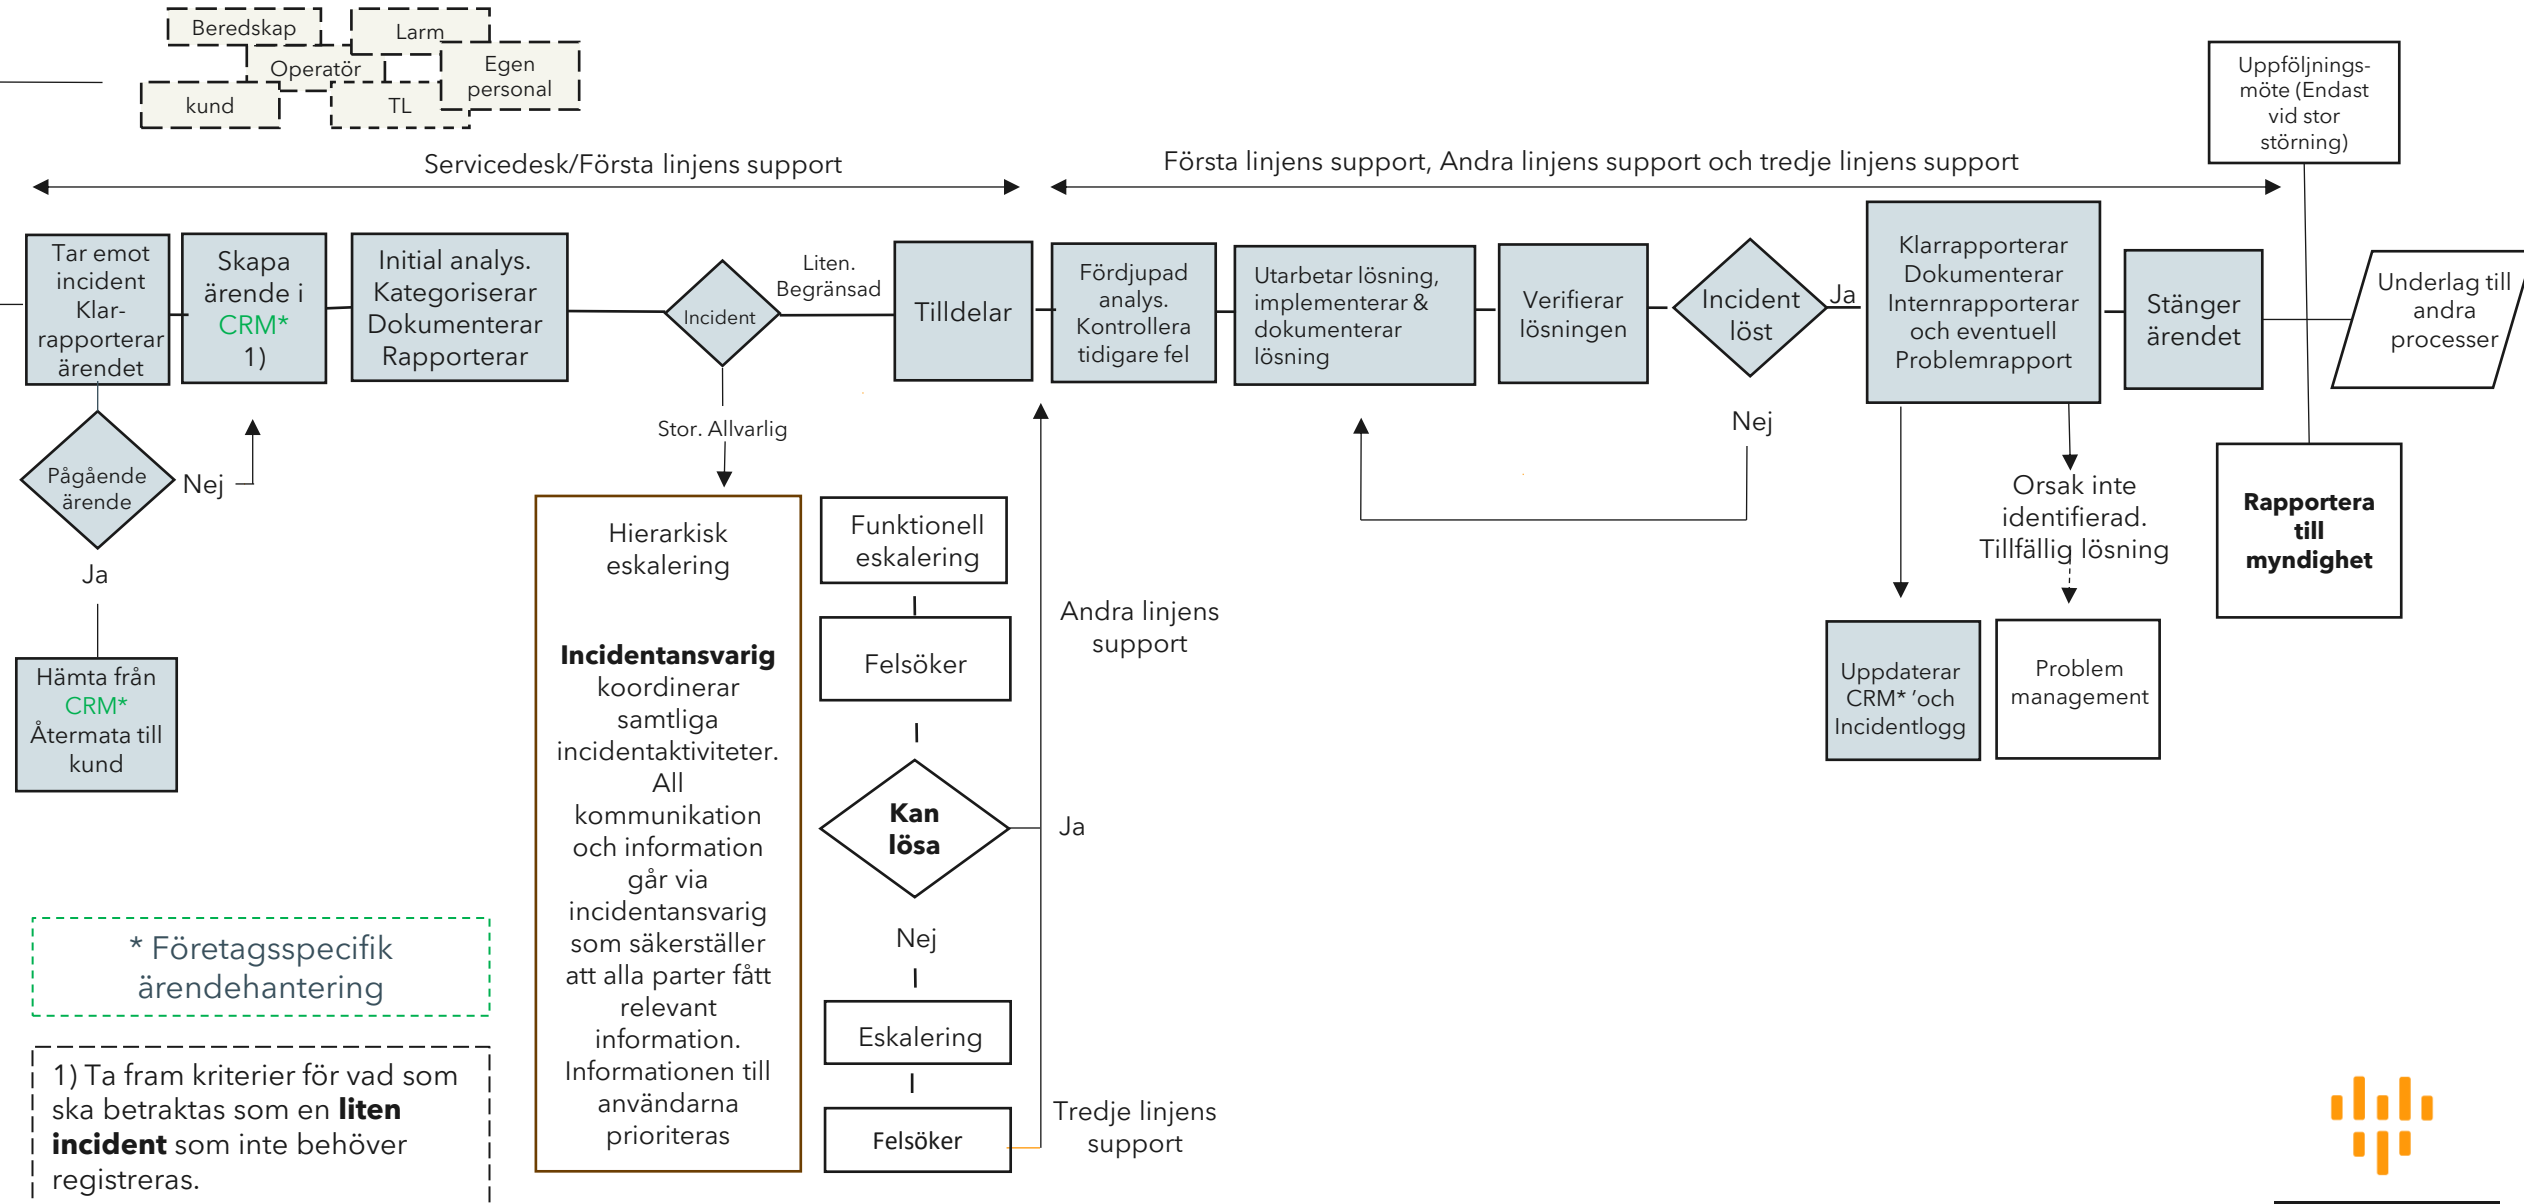 Beredskap
Larm
Operatör
Egen
personal
kund
TL
Uppföljnings-
möte (Endast
vid stor
störning)
Servicedesk/Första linjens support
Första linjens support, Andra linjens support och tredje linjens support
Tar emot
incident
Klar-
rapporterar
ärendet
Skapa
ärende i
CRM*
1)
Initial analys.
Kategoriserar
Dokumenterar
Rapporterar
Incident
Liten.
Begränsad
Tilldelar
Fördjupad
analys.
Kontrollera
tidigare fel
Utarbetar lösning,
implementerar &
dokumenterar
lösning
Verifierar
lösningen
Incident
löst
Ja
Klarrapporterar
Dokumenterar
Internrapporterar
och eventuell
Problemrapport
Stänger
ärendet
Underlag till
andra
processer
Stor. Allvarlig
Nej
Pågående
ärende
Nej
Ja
Hämta från
CRM*
Återmata till
kund
Hierarkisk
eskalering
Incidentansvarig
koordinerar
samtliga
incidentaktiviteter.
All
kommunikation
och information
går via
incidentansvarig
som säkerställer
att alla parter fått
relevant
information.
Informationen till
användarna
prioriteras
Funktionell
eskalering
Felsöker
Kan
lösa
Ja
Nej
Eskalering
Felsöker
Andra linjens
support
Tredje linjens
support
Orsak inte
identifierad.
Tillfällig lösning
Rapportera
till
myndighet
Uppdaterar
CRM* ’och
Incidentlogg
Problem
management
* Företagsspecifik
ärendehantering
1) Ta fram kriterier för vad som
ska betraktas som en liten
incident som inte behöver
registreras.